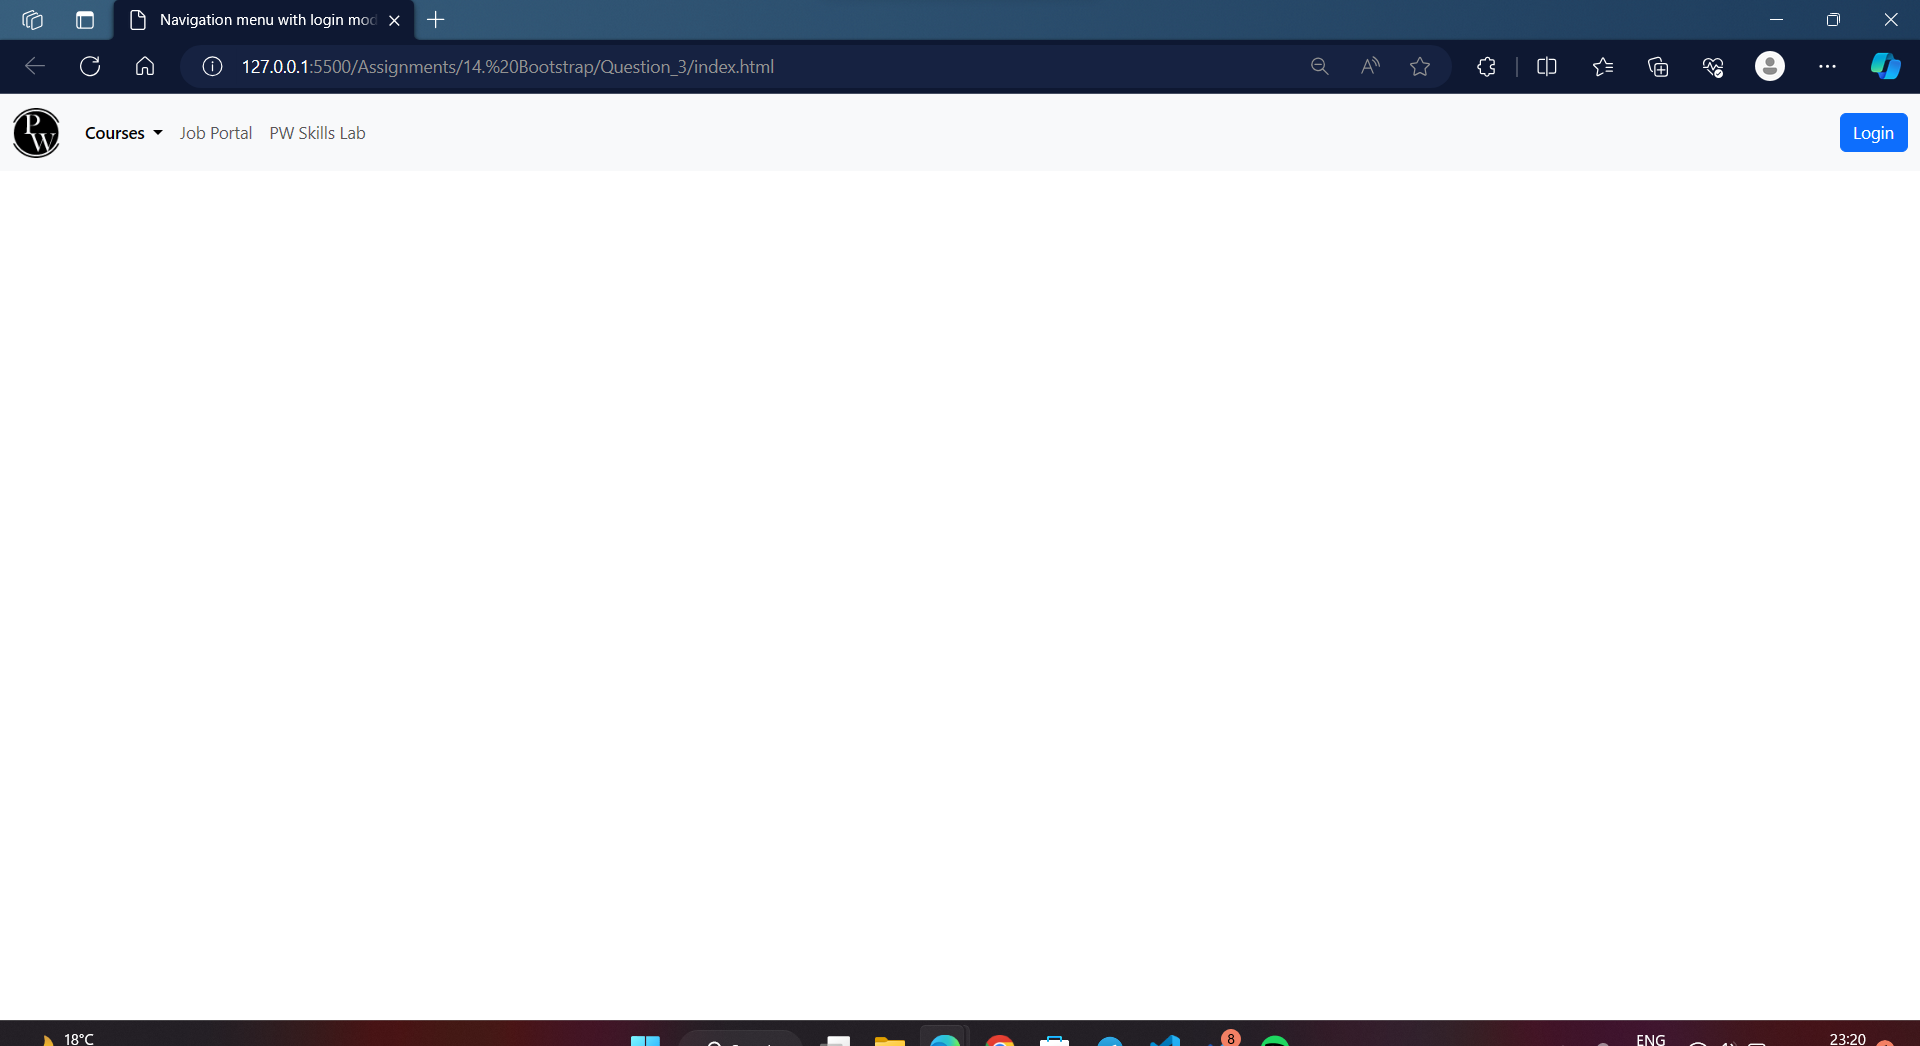 Navigation menu with login mod
127.0.0.1:5500/Assignments/14.%20Bootstrap/Question_3/index.html
PW
Courses
Job Portal
PW Skills Lab
Login
18°C
8
ENG
23:20